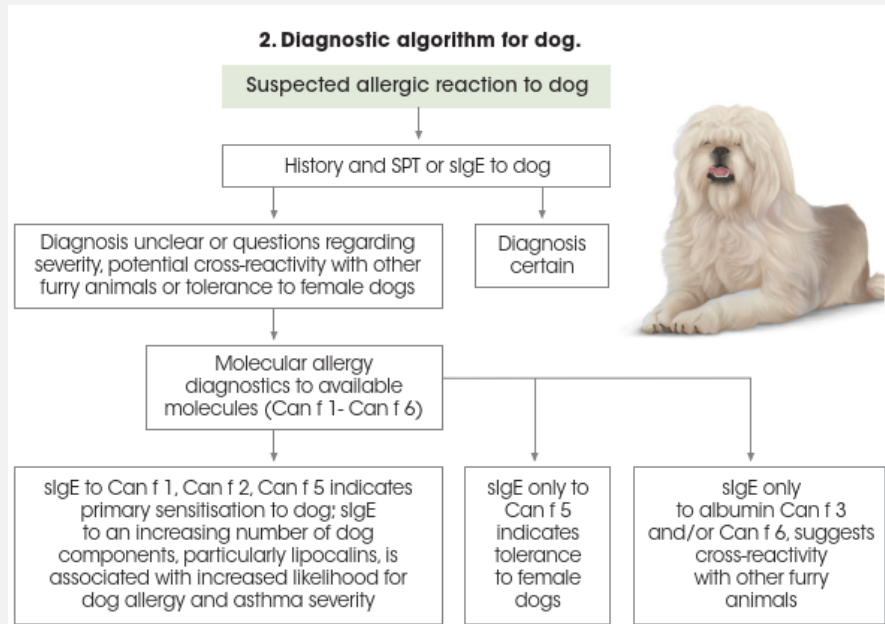 2. Diagnostic algorithm for dog.
Suspected allergic reaction to dog
History and SPT or sIgE to dog
Diagnosis unclear or questions regarding
severity, potential cross-reactivity with other
furry animals or tolerance to female dogs
Diagnosis
certain
Molecular allergy
diagnostics to available
molecules (Can f 1- Can f 6)
sIgE to Can f 1, Can f 2, Can f 5 indicates
primary sensitisation to dog; sIgE
to an increasing number of dog
components, particularly lipocalins, is
associated with increased likelihood for
dog allergy and asthma severity
sIgE only to
Can f 5
indicates
tolerance
to female
dogs
sIgE only
to albumin Can f 3
and/or Can f 6, suggests
cross-reactivity
with other furry
animals